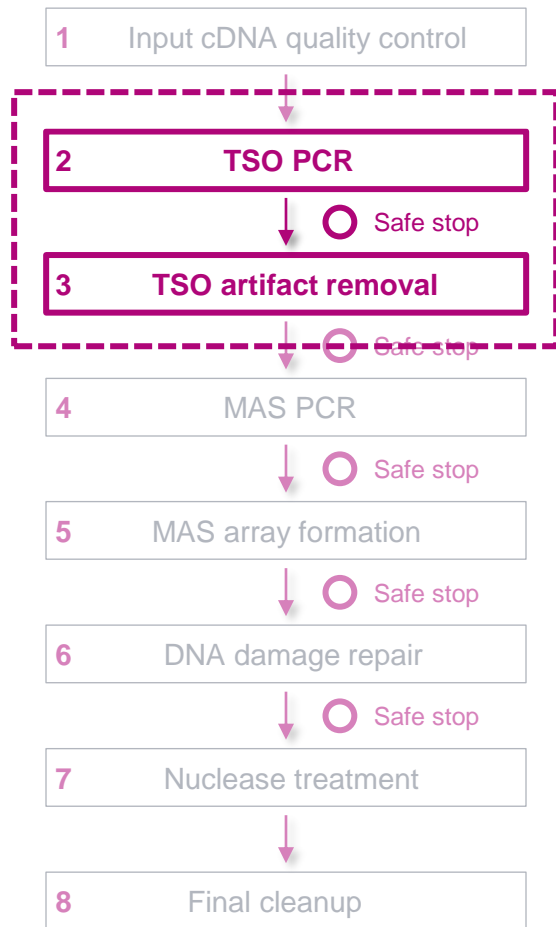 1 Input cDNA quality control
2 TSO PCR
Safe stop
3 TSO artifact removal
Safe stop
4 MAS PCR
Safe stop
5 MAS array formation
Safe stop
6 DNA damage repair
Safe stop
7 Nuclease treatment
8 Final cleanup